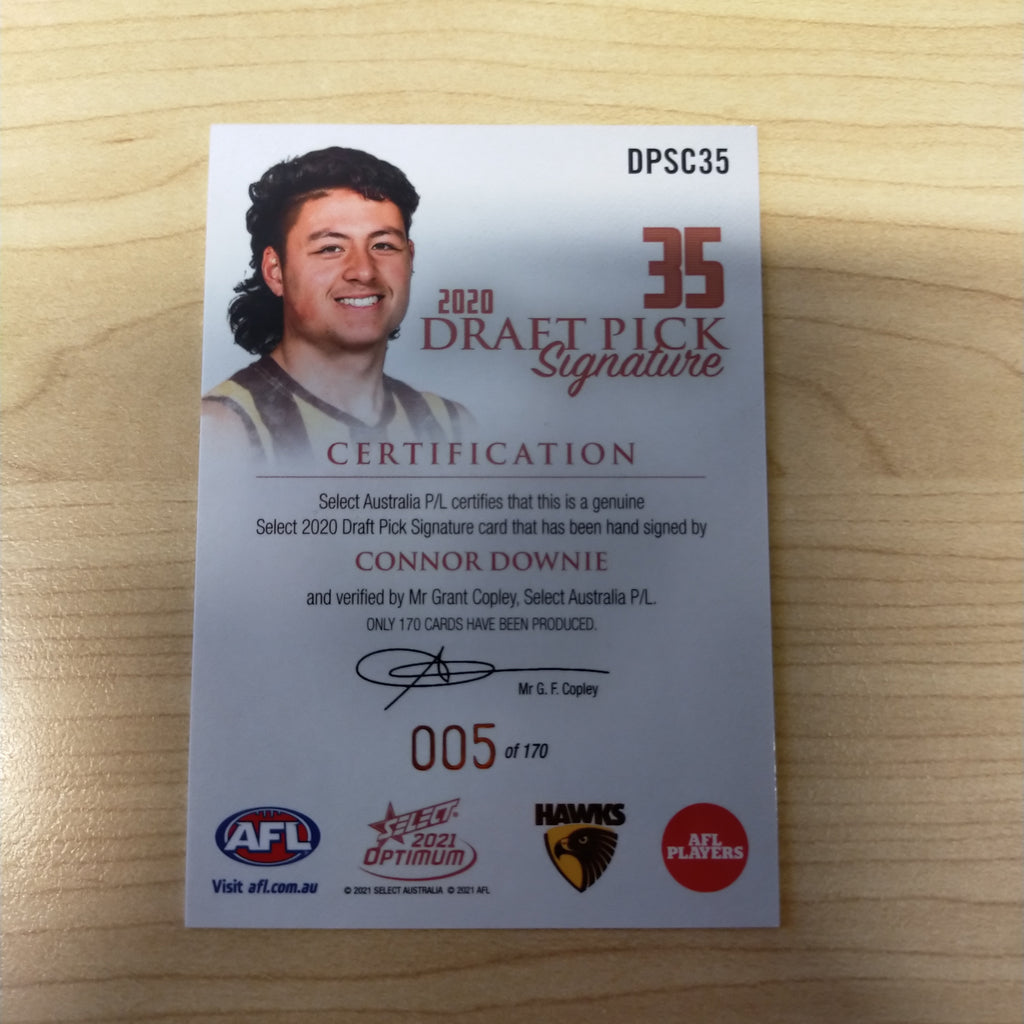 DPSC35
35
2020
DRAFT PICK
Signature
CERTIFICATION
Select Australia P/L certifies that this is a genuine
Select 2020 Draft Pick Signature card that has been hand signed by
CONNOR DOWNIE
and verified by Mr Grant Copley, Select Australia P/L.
ONLY 170 CARDS HAVE BEEN PRODUCED.
Mr G. F. Copley
005 of 170
AFL
Visit afl.com.au
SELECT
2021
OPTIMUM
© 2021 SELECT AUSTRALIA © 2021 AFL
HAWKS
AFL
PLAYERS